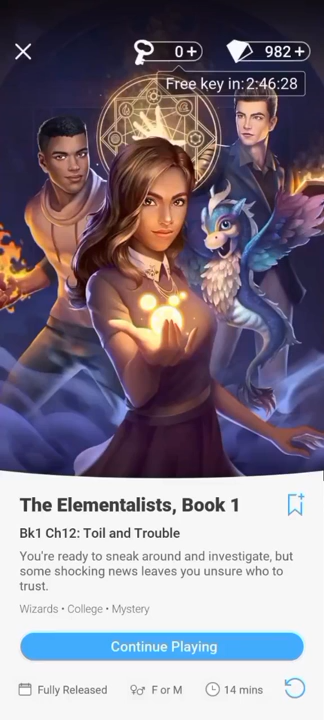 0 +
982 +
Free key in:2:46:28
The Elementalists, Book 1
Bk1 Ch12: Toil and Trouble
You're ready to sneak around and investigate, but
some shocking news leaves you unsure who to
trust.
Wizards • College • Mystery
Continue Playing
Fully Released
F or M
14 mins